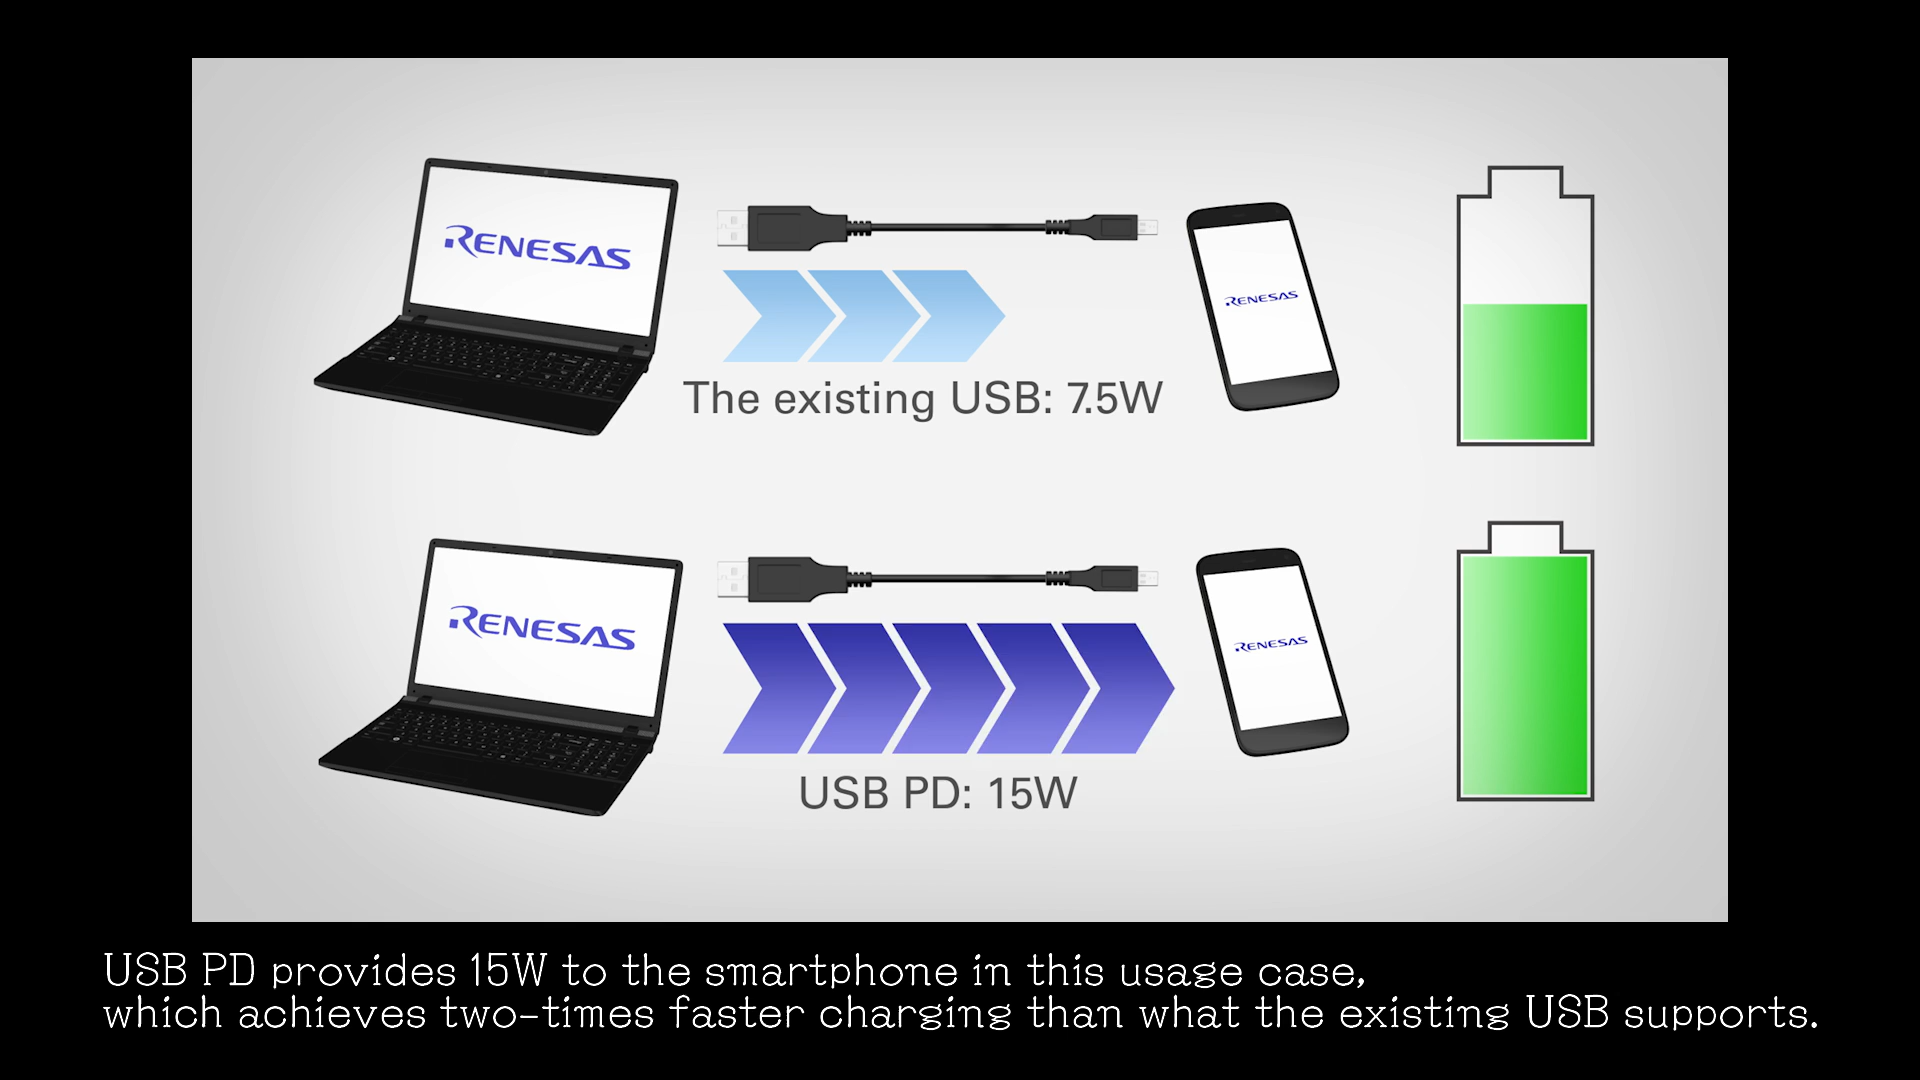 RENESAS
RENESAS
The existing USB: 7.5W
RENESAS
RENESAS
USB PD: 15W
USB PD provides 15W to the smartphone in this usage case,
which achieves two-times faster charging than what the existing USB supports.